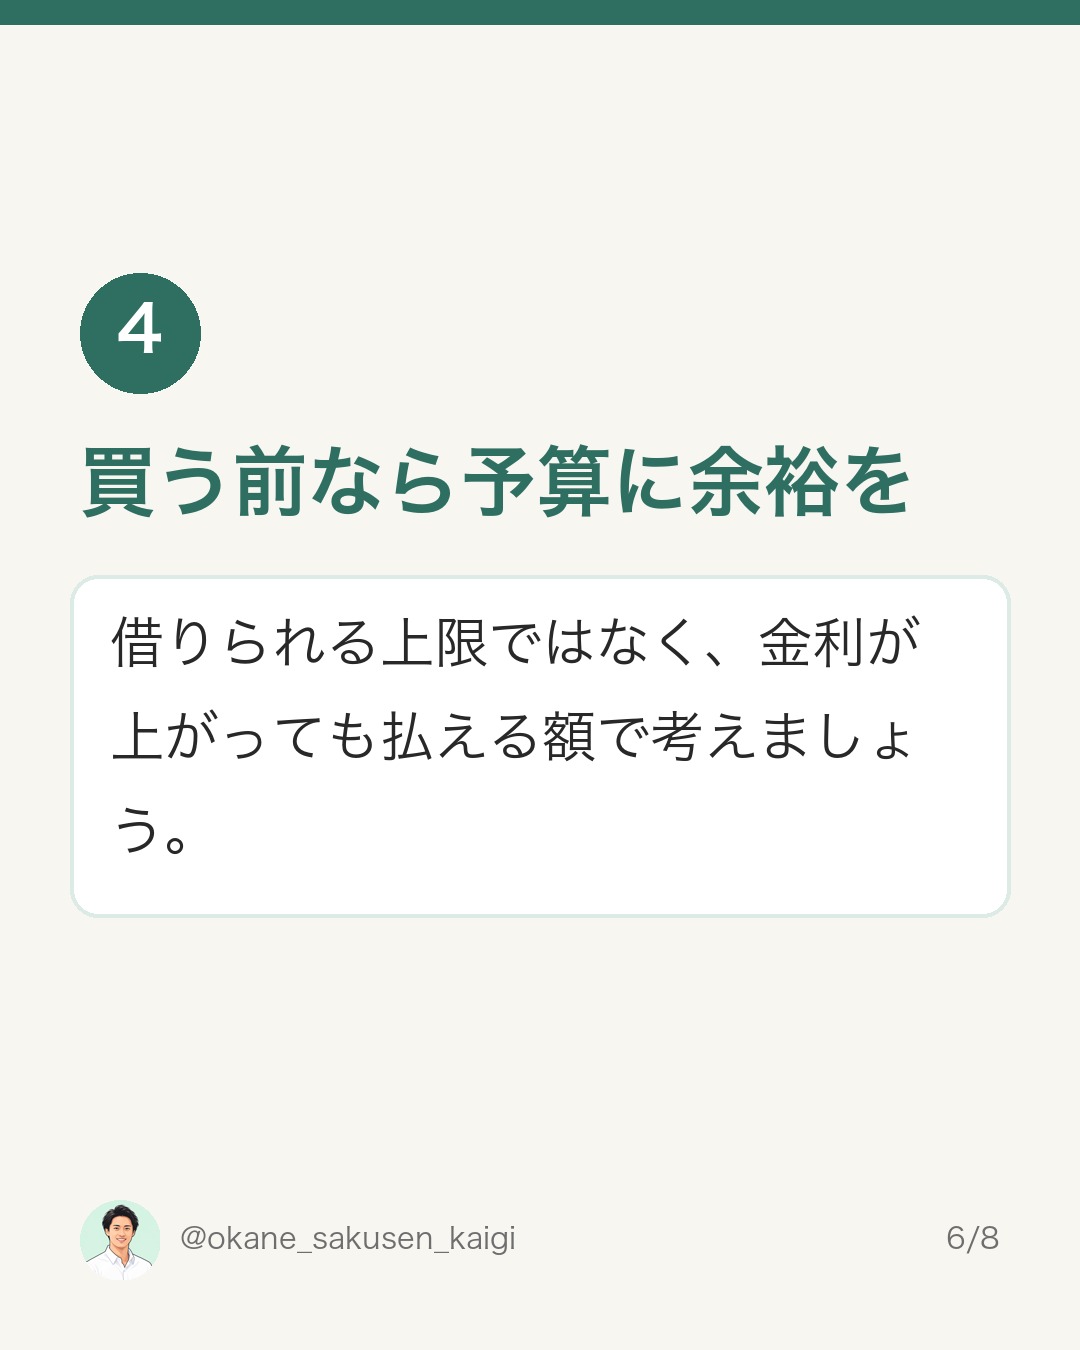 4
買う前なら予算に余裕を
借りられる上限ではなく、金利が
上がっても払える額で考えましょ
う。
@okane_sakusen_kaigi
6/8